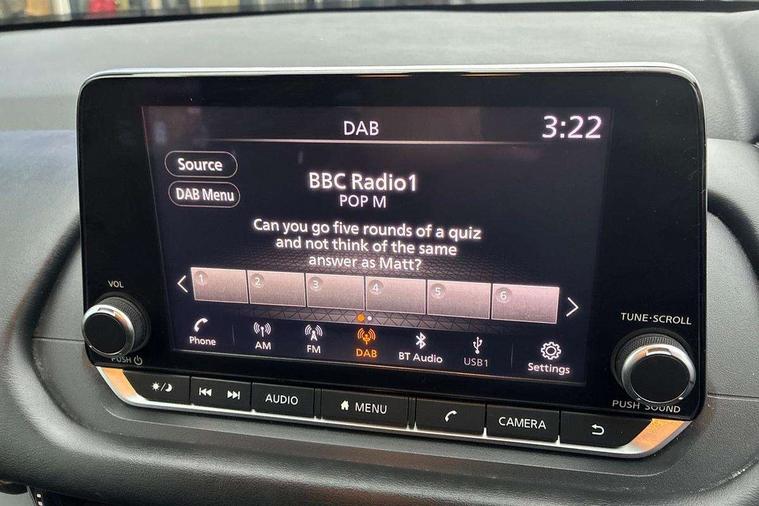 DAB
3:22
Source
DAB Menu
BBC Radio1
POP M
Can you go five rounds of a quiz
and not think of the same
answer as Matt?
1 2 3 4 5 6
Phone AM FM DAB BT Audio USB1 Settings
VOL
PUSH
TUNE·SCROLL
PUSH SOUND
AUDIO
MENU
CAMERA